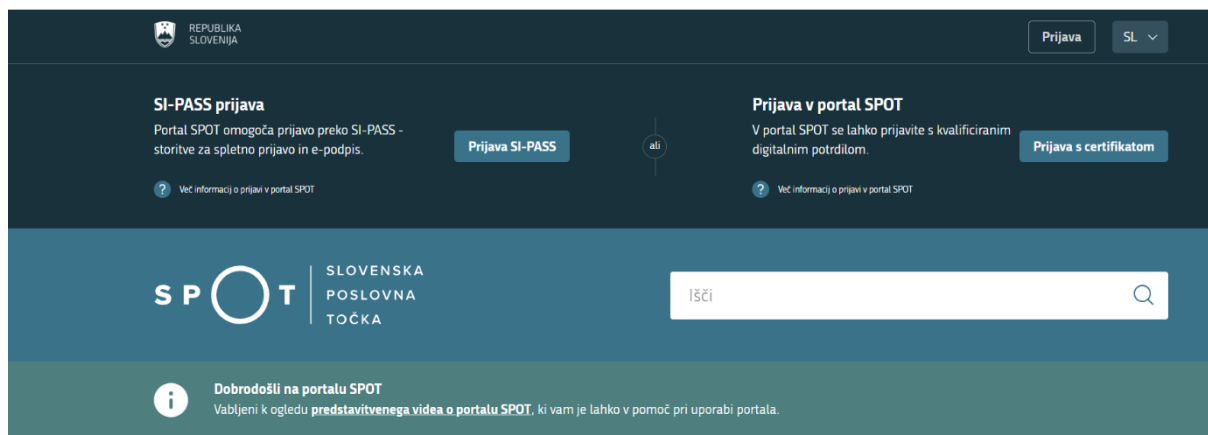 REPUBLIKA
SLOVENIJA
Prijava
SL
SI-PASS prijava
Portal SPOT omogoča prijavo preko SI-PASS -
storitve za spletno prijavo in e-podpis.
Prijava SI-PASS
? Več informacij o prijavi v portal SPOT
ali
Prijava v portal SPOT
V portal SPOT se lahko prijavite s kvalificiranim
digitalnim potrdilom.
Prijava s certifikatom
? Več informacij o prijavi v portal SPOT
SPOT
SLOVENSKA
POSLOVNA
TOČKA
Išči
Dobrodošli na portalu SPOT
Vabljeni k ogledu predstavitvenega videa o portalu SPOT, ki vam je lahko v pomoč pri uporabi portala.